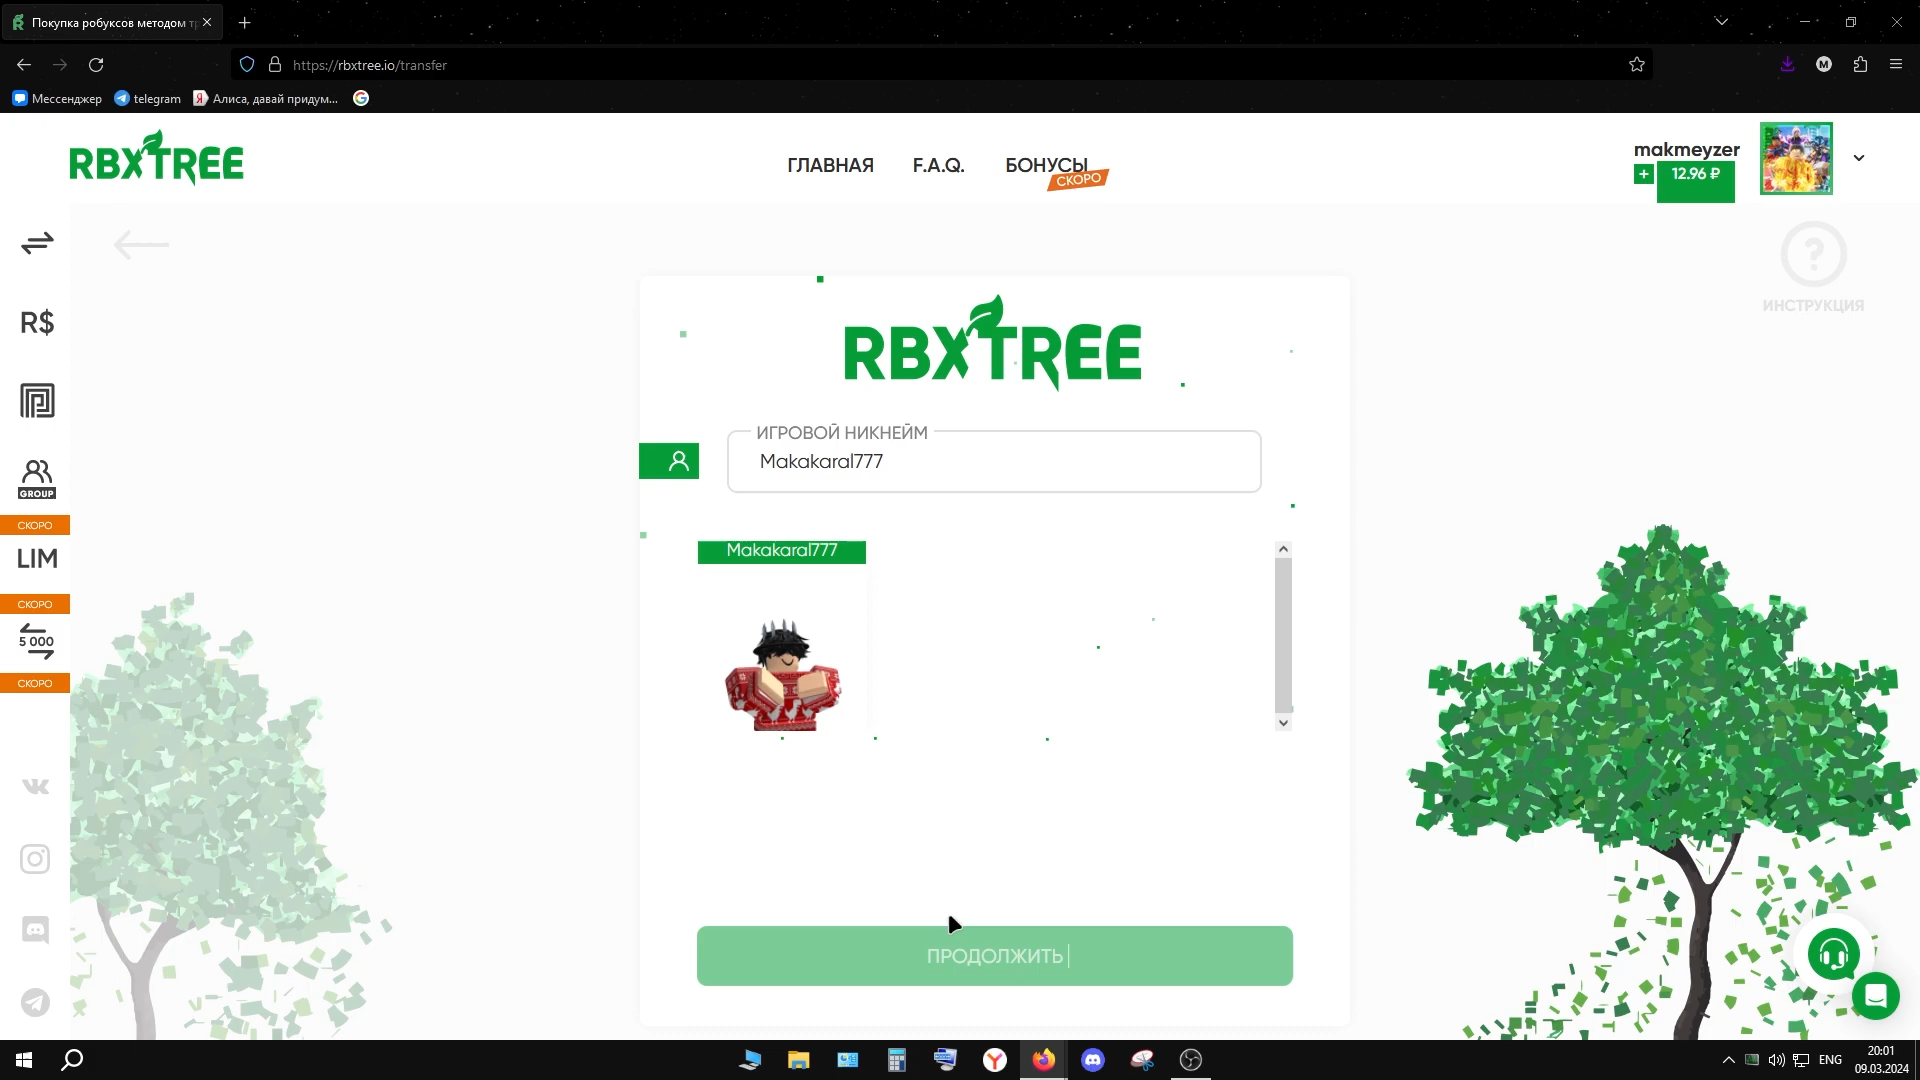 Покупка робуксов методом тр
https://rbxtree.io/transfer
M
Мессенджер
telegram
Алиса, давай придум...
RBXTREE
ГЛАВНАЯ
F.A.Q.
БОНУСЫ
СКОРО
makmeyzer
+
12.96 ₽
R$
GROUP
СКОРО
LIM
СКОРО
5 000
СКОРО
?
ИНСТРУКЦИЯ
RBXTREE
ИГРОВОЙ НИКНЕЙМ
Makakaral777
Makakaral777
ПРОДОЛЖИТЬ
ENG
20:01
09.03.2024